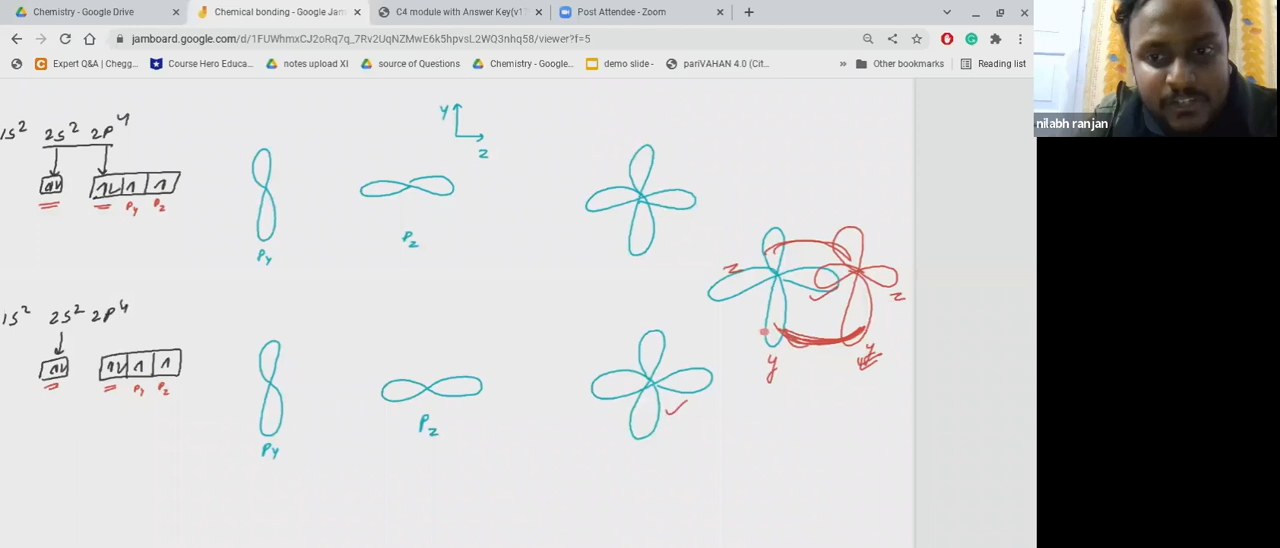 Chemistry - Google Drive
Chemical bonding - Google Jam
C4 module with Answer Key(v1
Post Attendee - Zoom
jamboard.google.com/d/1FUWhmxCJ2oRq7q_7Rv2UqNZMwE6k5hpvsL2WQ3nhq58/viewer?f=5
Expert Q&A | Chegg...
Course Hero Educa...
notes upload XI
source of Questions
Chemistry - Google...
demo slide -
pariVAHAN 4.0 (Cit...
Other bookmarks
Reading list
nilabh ranjan
1s² 2s² 2p⁴
y
z
Py Pz
Py
Pz
z
z
y
y
1s² 2s² 2p⁴
Py Pz
Py
Pz